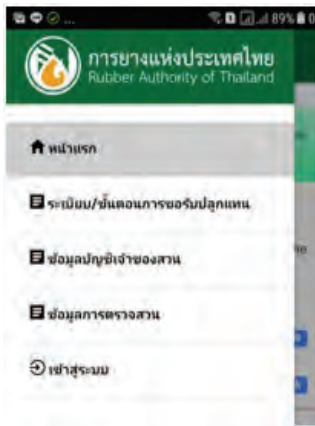 89%
การยางแห่งประเทศไทย
Rubber Authority of Thailand
หน้าแรก
ระเบียบ/ขั้นตอนการขอรับปลูกแทน
ข้อมูลบัญชีเจ้าของสวน
ข้อมูลการตรวจสวน
เข้าสู่ระบบ